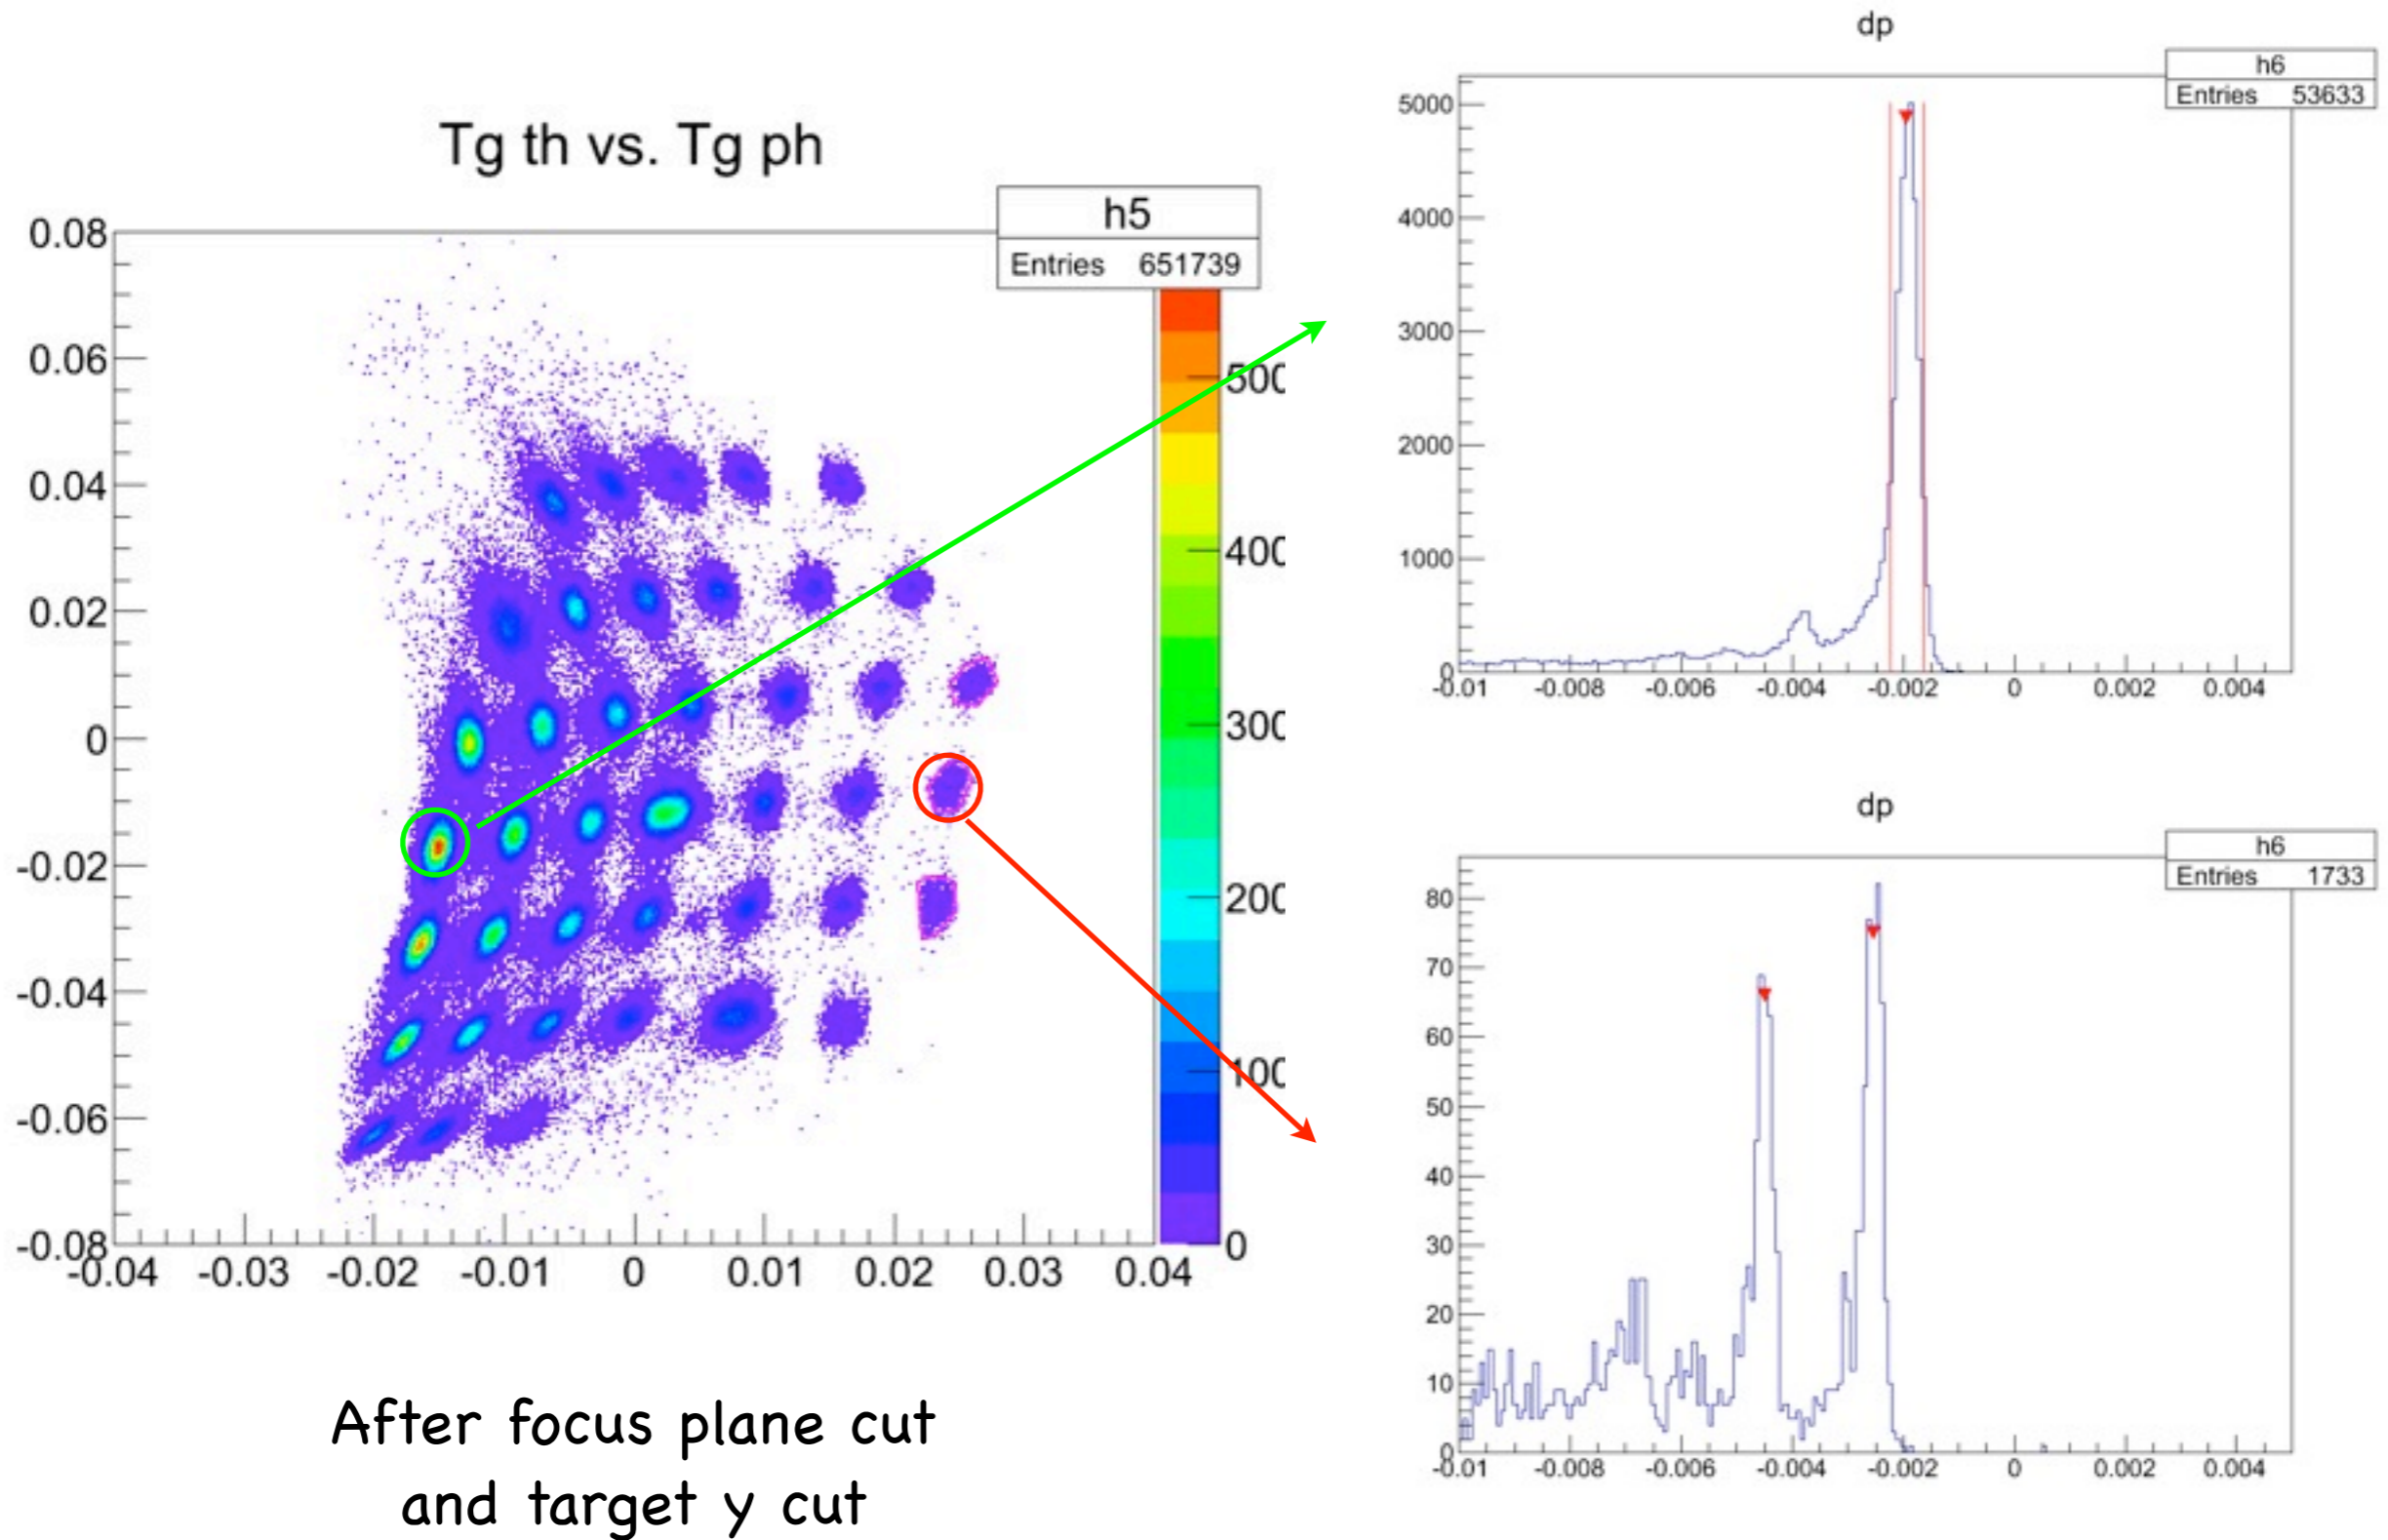 Tg th vs. Tg ph
h5
Entries 651739
0.08
0.06
0.04
0.02
0
-0.02
-0.04
-0.06
-0.08
-0.04 -0.03 -0.02 -0.01 0 0.01 0.02 0.03 0.04
500
400
300
200
100
0
After focus plane cut
and target y cut
dp
h6
Entries 53633
5000
4000
3000
2000
1000
0
-0.01 -0.008 -0.006 -0.004 -0.002 0 0.002 0.004
dp
h6
Entries 1733
80
70
60
50
40
30
20
10
0
-0.01 -0.008 -0.006 -0.004 -0.002 0 0.002 0.004